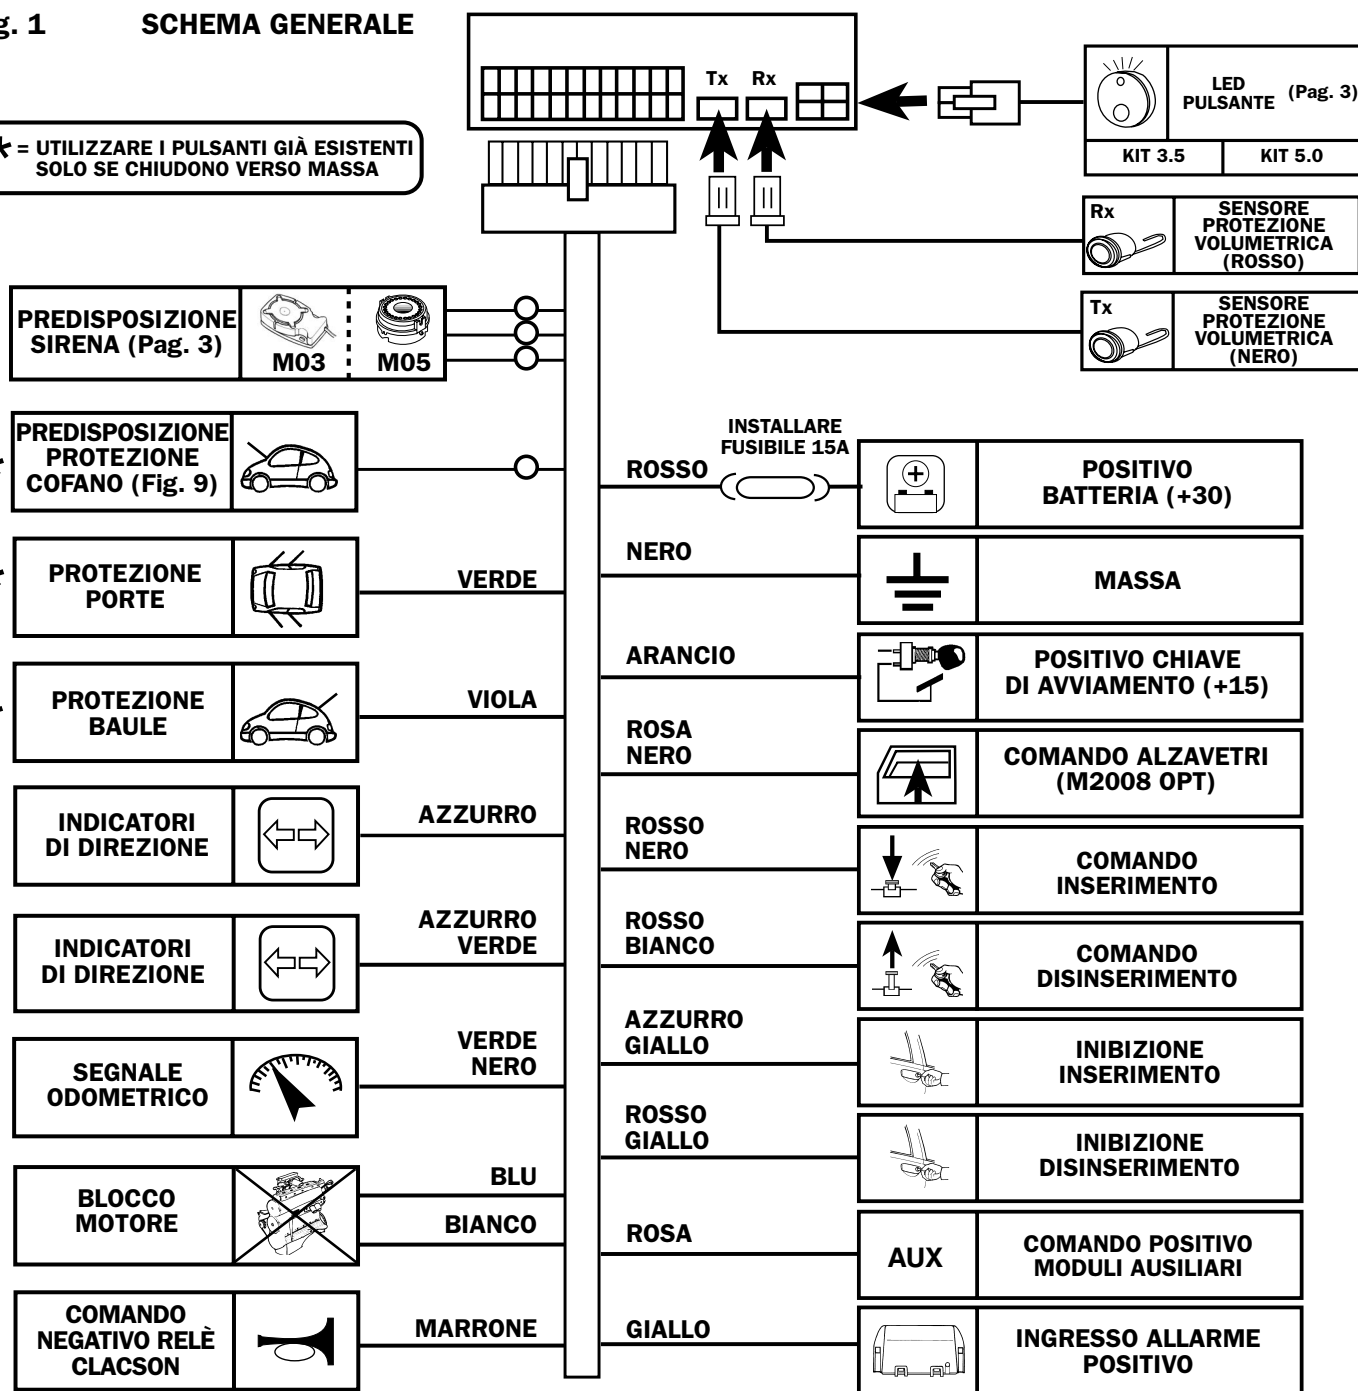 g. 1 SCHEMA GENERALE
* = UTILIZZARE I PULSANTI GIÀ ESISTENTI
SOLO SE CHIUDONO VERSO MASSA
Tx Rx
LED
PULSANTE (Pag. 3)
KIT 3.5 KIT 5.0
Rx
SENSORE
PROTEZIONE
VOLUMETRICA
(ROSSO)
Tx
SENSORE
PROTEZIONE
VOLUMETRICA
(NERO)
PREDISPOSIZIONE
SIRENA (Pag. 3)
M03 M05
PREDISPOSIZIONE
PROTEZIONE
COFANO (Fig. 9)
PROTEZIONE
PORTE
VERDE
PROTEZIONE
BAULE
VIOLA
INDICATORI
DI DIREZIONE
AZZURRO
INDICATORI
DI DIREZIONE
AZZURRO
VERDE
SEGNALE
ODOMETRICO
VERDE
NERO
BLOCCO
MOTORE
BLU
BIANCO
COMANDO
NEGATIVO RELÈ
CLACSON
MARRONE
INSTALLARE
FUSIBILE 15A
ROSSO
POSITIVO
BATTERIA (+30)
NERO
MASSA
ARANCIO
POSITIVO CHIAVE
DI AVVIAMENTO (+15)
ROSA
NERO
COMANDO ALZAVETRI
(M2008 OPT)
ROSSO
NERO
COMANDO
INSERIMENTO
ROSSO
BIANCO
COMANDO
DISINSERIMENTO
AZZURRO
GIALLO
INIBIZIONE
INSERIMENTO
ROSSO
GIALLO
INIBIZIONE
DISINSERIMENTO
ROSA
AUX
COMANDO POSITIVO
MODULI AUSILIARI
GIALLO
INGRESSO ALLARME
POSITIVO